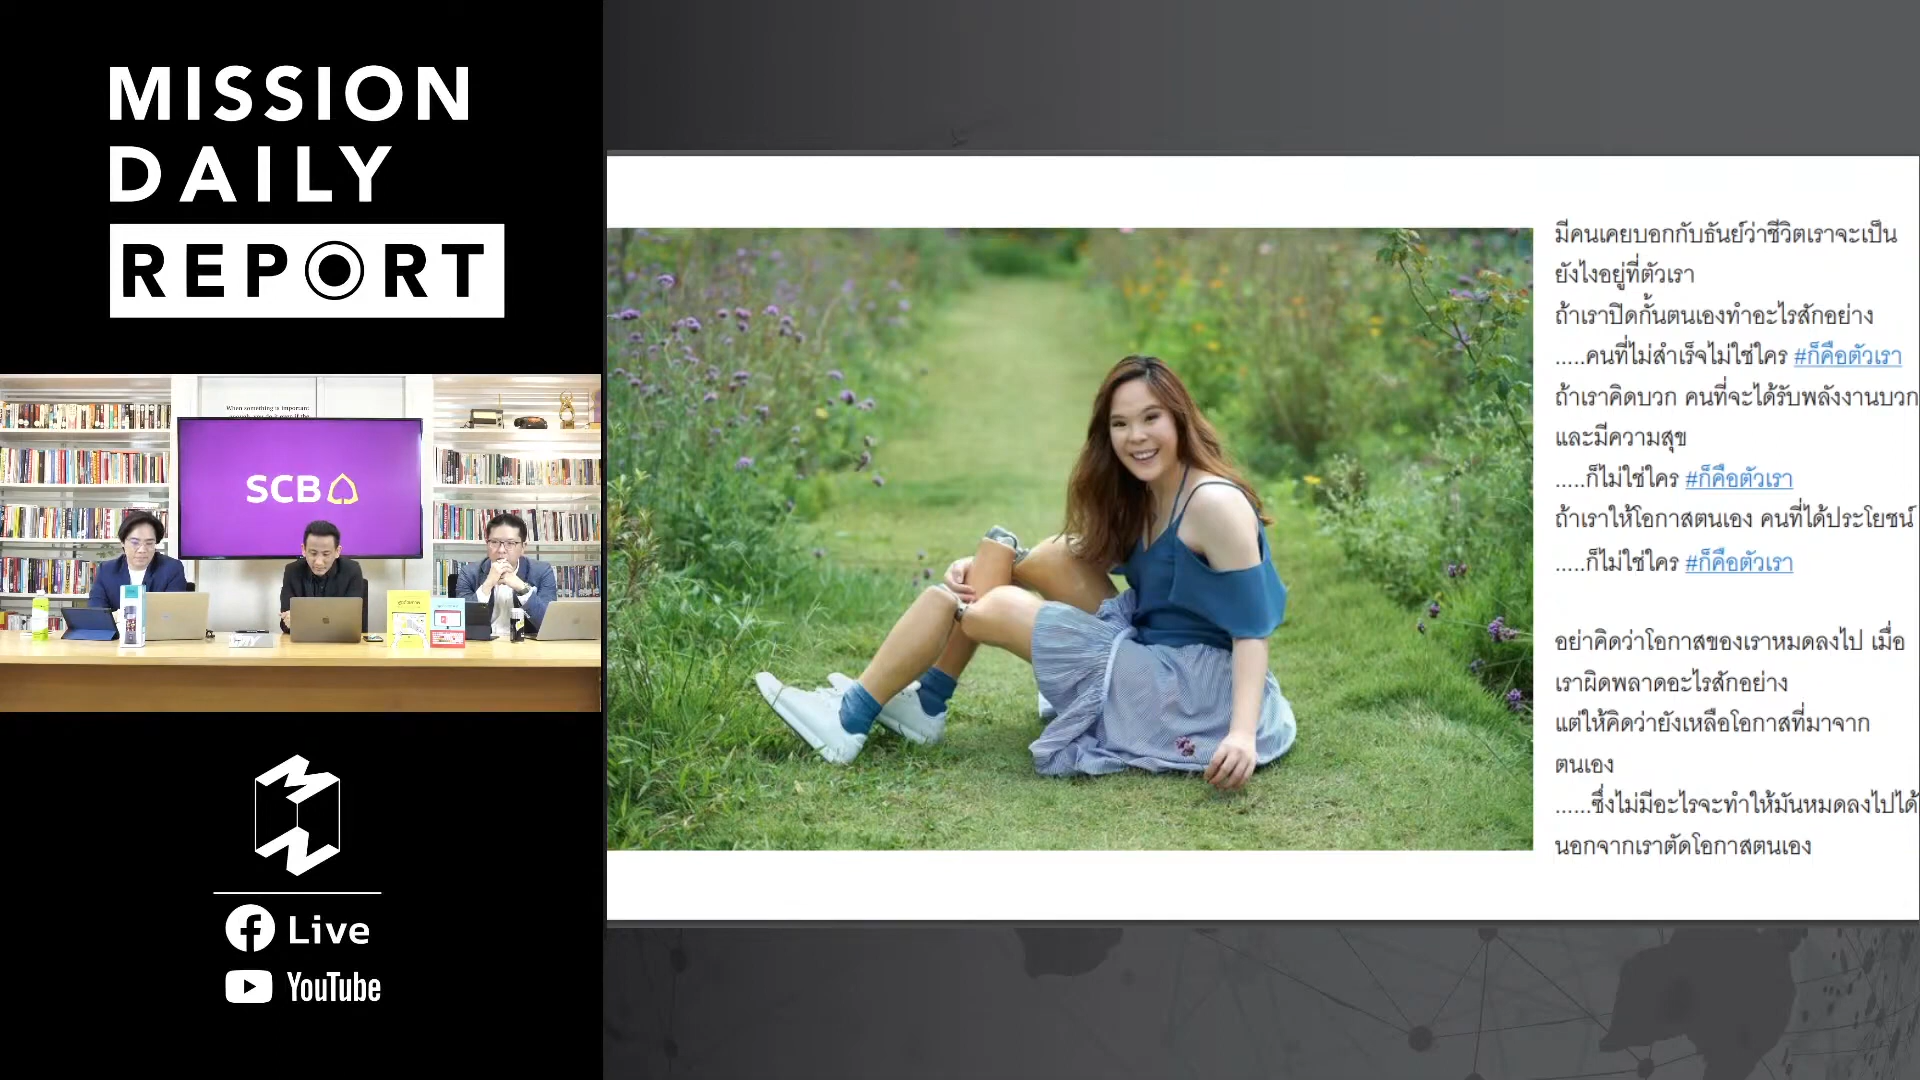 MISSION
DAILY
REPORT
When something is important
SCB
Live
YouTube
มีคนเคยบอกกับธันย์ว่าชีวิตเราจะเป็น
ยังไงอยู่ที่ตัวเรา
ถ้าเราปิดกั้นตนเองทำอะไรสักอย่าง
.....คนที่ไม่สำเร็จไม่ใช่ใคร #ก็คือตัวเรา
ถ้าเราคิดบวก คนที่จะได้รับพลังงานบวก
และมีความสุข
.....ก็ไม่ใช่ใคร #ก็คือตัวเรา
ถ้าเราให้โอกาสตนเอง คนที่ได้ประโยชน์
.....ก็ไม่ใช่ใคร #ก็คือตัวเรา
อย่าคิดว่าโอกาสของเราหมดลงไป เมื่อ
เราผิดพลาดอะไรสักอย่าง
แต่ให้คิดว่ายังเหลือโอกาสที่มาจาก
ตนเอง
......ซึ่งไม่มีอะไรจะทำให้มันหมดลงไปได้
นอกจากเราตัดโอกาสตนเอง